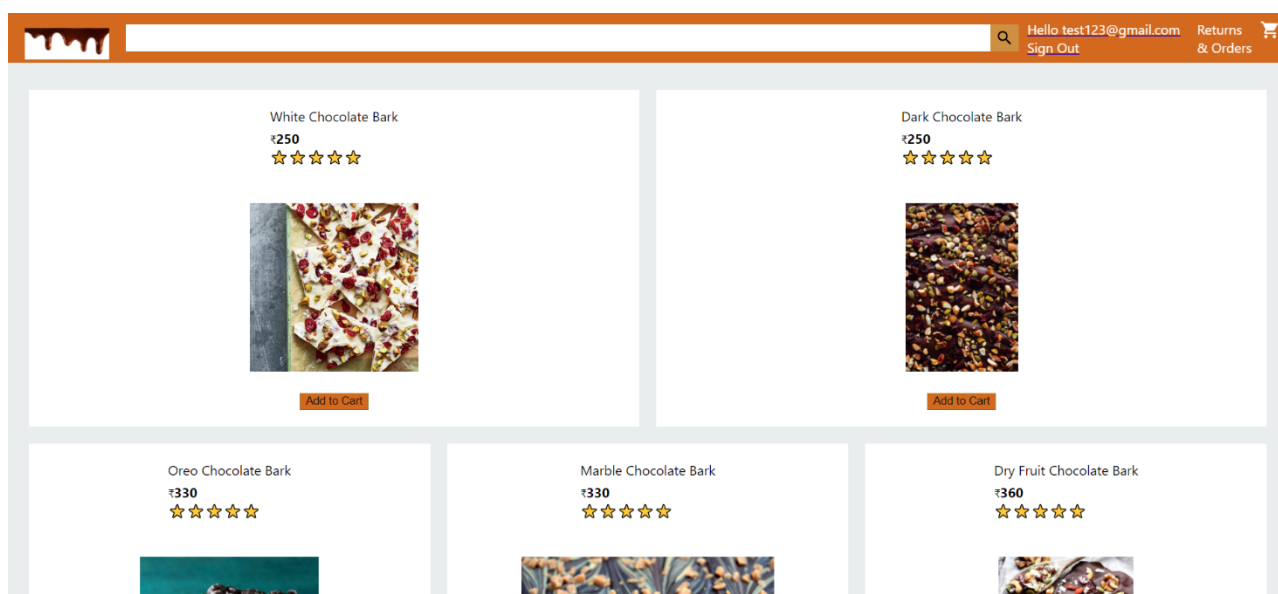 Hello test123@gmail.com
Sign Out
Returns
& Orders
White Chocolate Bark
₹250
Dark Chocolate Bark
₹250
Add to Cart
Add to Cart
Oreo Chocolate Bark
₹330
Marble Chocolate Bark
₹330
Dry Fruit Chocolate Bark
₹360